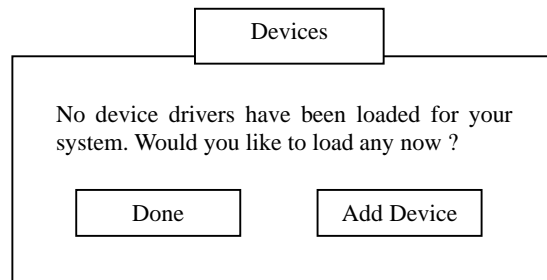 Devices
No device drivers have been loaded for your
system. Would you like to load any now ?
Done
Add Device